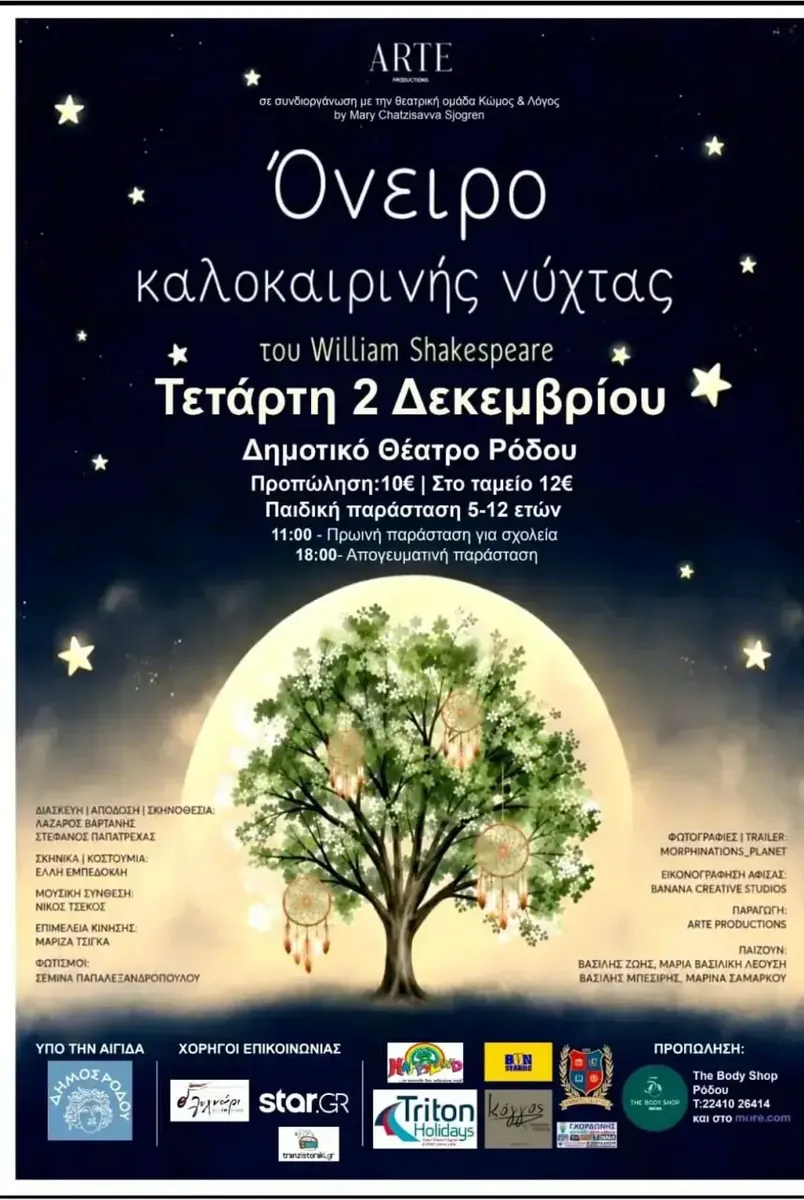 ARTE
PRODUCTIONS
σε συνδιοργάνωση με την θεατρική ομάδα Κώμος & Λόγος
by Mary Chatzisavva Sjogren
Όνειρο
καλοκαιρινής νύχτας
του William Shakespeare
Τετάρτη 2 Δεκεμβρίου
Δημοτικό Θέατρο Ρόδου
Προπώληση:10€ | Στο ταμείο 12€
Παιδική παράσταση 5-12 ετών
11:00 - Πρωινή παράσταση για σχολεία
18:00- Απογευματινή παράσταση
ΔΙΑΣΚΕΥΗ | ΑΠΟΔΟΣΗ | ΣΚΗΝΟΘΕΣΙΑ:
ΛΑΖΑΡΟΣ ΒΑΡΤΑΝΗΣ
ΣΤΕΦΑΝΟΣ ΠΑΠΑΤΡΕΧΑΣ
ΣΚΗΝΙΚΑ | ΚΟΣΤΟΥΜΙΑ:
ΕΛΛΗ ΕΜΠΕΔΟΚΛΗ
ΜΟΥΣΙΚΗ ΣΥΝΘΕΣΗ:
ΝΙΚΟΣ ΤΣΕΚΟΣ
ΕΠΙΜΕΛΕΙΑ ΚΙΝΗΣΗΣ:
ΜΑΡΙΖΑ ΤΣΙΓΚΑ
ΦΩΤΙΣΜΟΙ:
ΣΕΜΙΝΑ ΠΑΠΑΛΕΞΑΝΔΡΟΠΟΥΛΟΥ
ΦΩΤΟΓΡΑΦΙΕΣ | TRAILER:
MORPHINATIONS_PLANET
ΕΙΚΟΝΟΓΡΑΦΗΣΗ ΑΦΙΣΑΣ:
BANANA CREATIVE STUDIOS
ΠΑΡΑΓΩΓΗ:
ARTE PRODUCTIONS
ΠΑΙΖΟΥΝ:
ΒΑΣΙΛΗΣ ΖΩΗΣ, ΜΑΡΙΑ ΒΑΣΙΛΙΚΗ ΛΕΟΥΣΗ
ΒΑΣΙΛΗΣ ΜΠΕΣΙΡΗΣ, ΜΑΡΙΝΑ ΣΑΜΑΡΚΟΥ
ΥΠΟ ΤΗΝ ΑΙΓΙΔΑ
ΔΗΜΟΣ ΡΟΔΟΥ
ΧΟΡΗΓΟΙ ΕΠΙΚΟΙΝΩΝΙΑΣ
star.GR
tranzistoraki.gr
Triton
Holidays
Γ.ΚΟΡΔΩΝΗΣ
ΠΡΟΠΩΛΗΣΗ:
THE BODY SHOP
The Body Shop
Ρόδου
Τ:22410 26414
και στο more.com